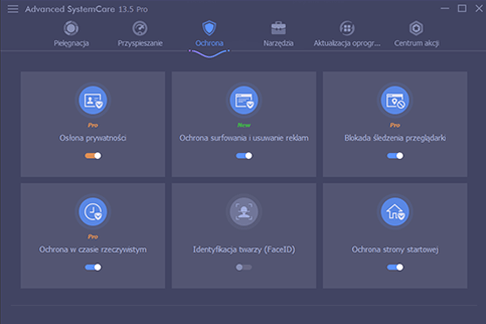 Advanced SystemCare 13.5 Pro
Pielęgnacja Przyspieszanie Ochrona Narzędzia Aktualizacja oprogr... Centrum akcji
Pro New Pro
Osłona prywatności Ochrona surfowania i usuwanie reklam Blokada śledzenia przeglądarki
Pro
Ochrona w czasie rzeczywistym Identyfikacja twarzy (FaceID) Ochrona strony startowej